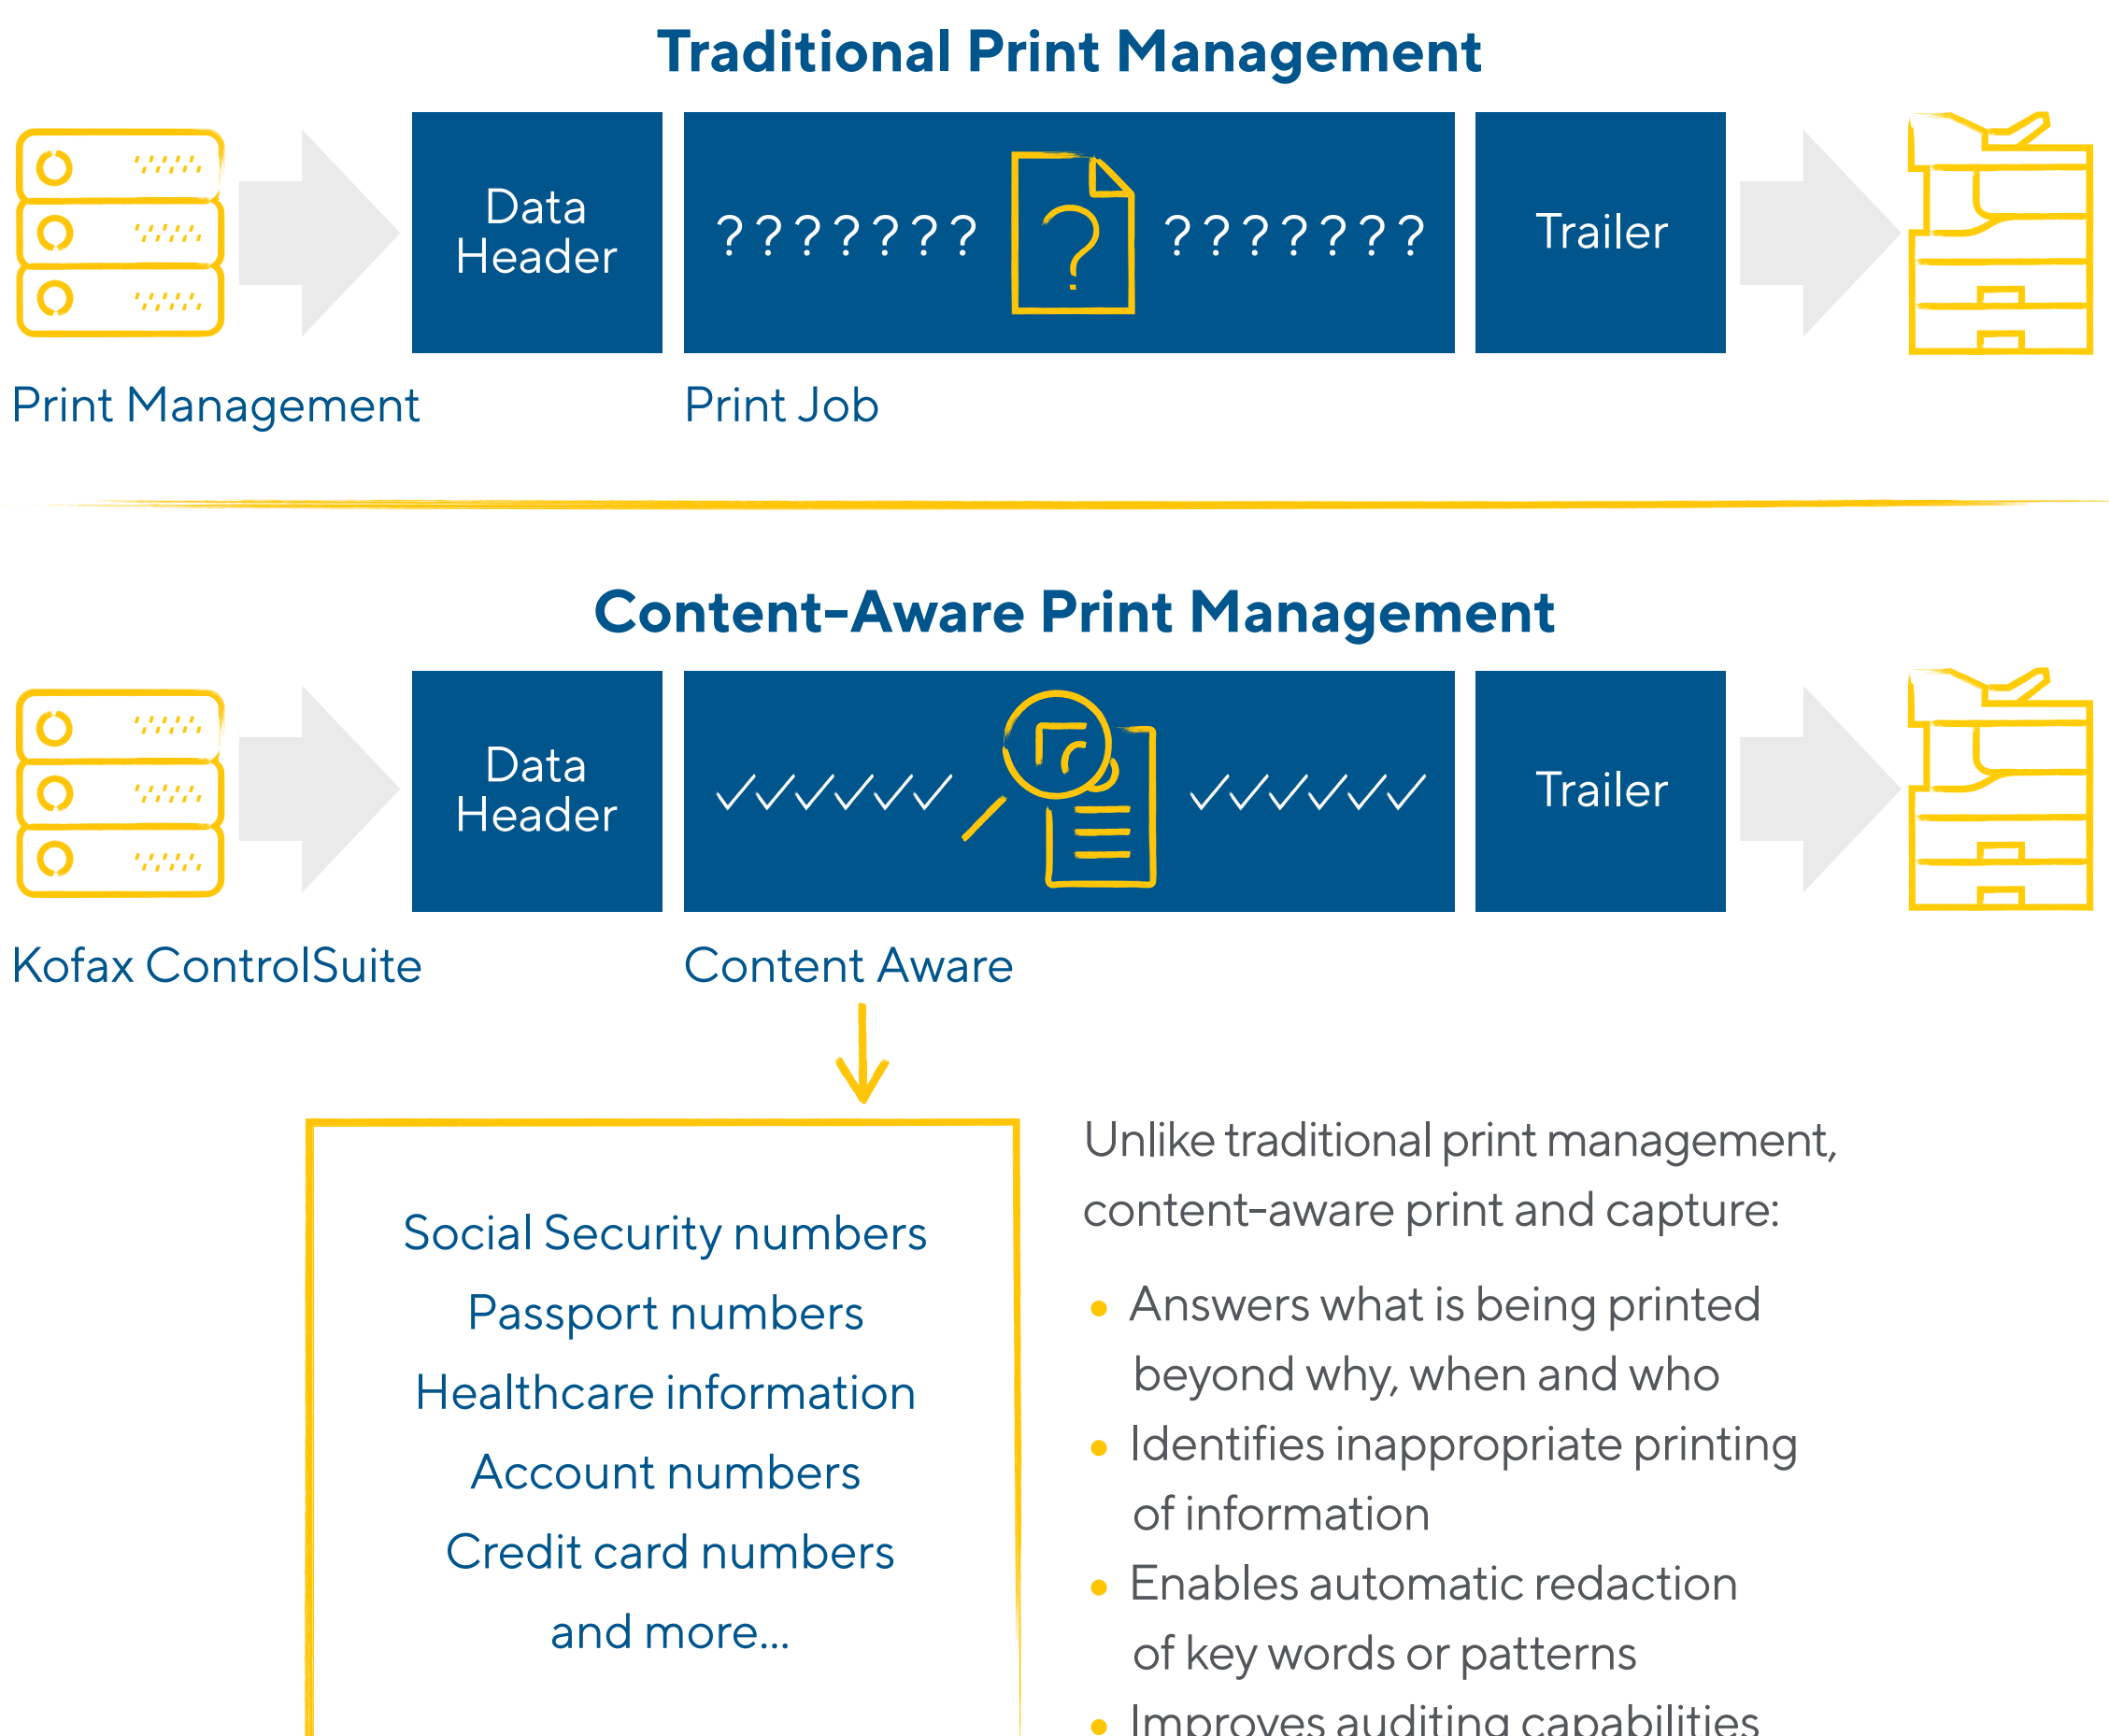 Traditional Print Management
Data
Header
? ? ? ? ? ? ?
?
? ? ? ? ? ? ?
Trailer
Print Management
Print Job
Content-Aware Print Management
Data
Header
Trailer
Kofax ControlSuite
Content Aware
Social Security numbers
Passport numbers
Healthcare information
Account numbers
Credit card numbers
and more...
Unlike traditional print management,
content-aware print and capture:
• Answers what is being printed
beyond why, when and who
• Identifies inappropriate printing
of information
• Enables automatic redaction
of key words or patterns
• Improves auditing capabilities